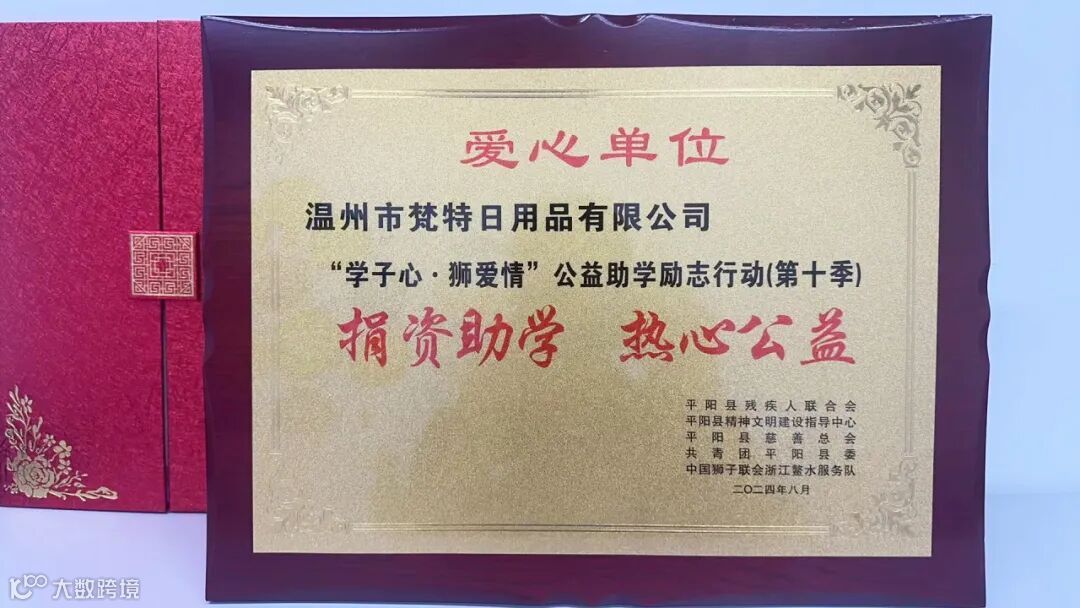 爱心单位
温州市梵特日用品有限公司
“学子心·狮爱情”公益助学励志行动(第十季)
捐资助学 热心公益
平阳县残疾人联合会
平阳县精神文明建设指导中心
平阳县慈善总会
共青团平阳县委
中国狮子联会浙江鳌水服务队
二〇二四年八月
大数跨境